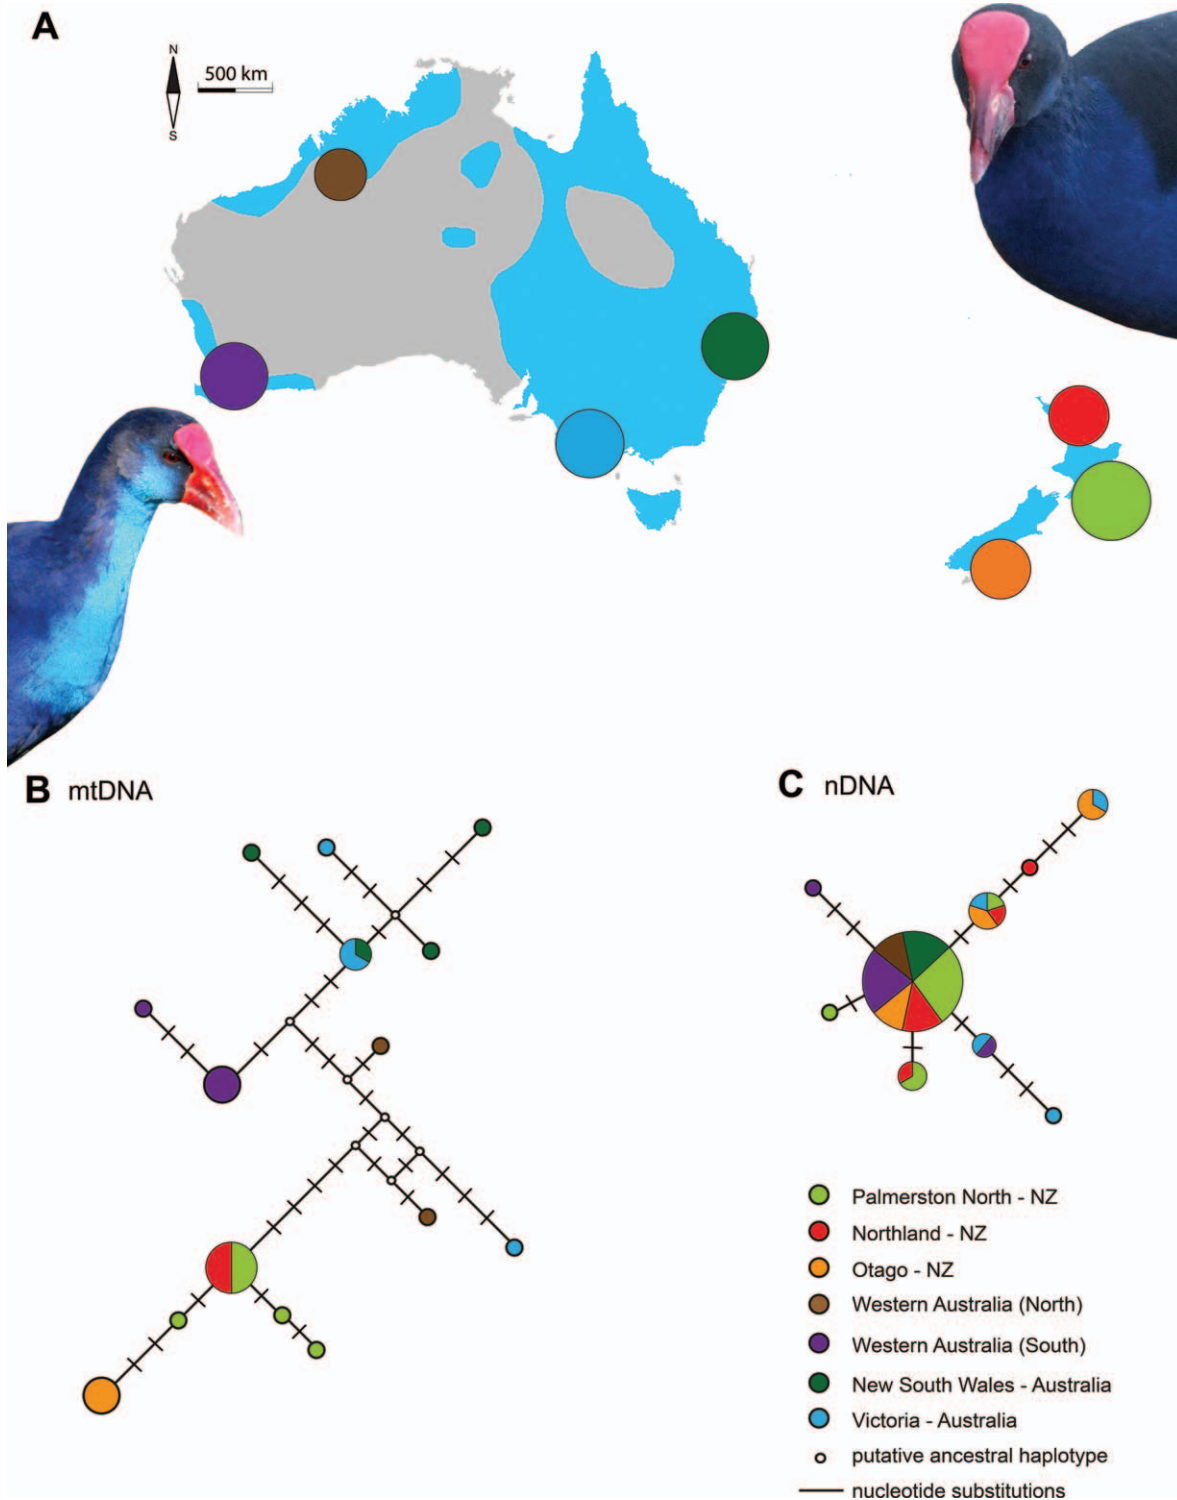 A
N
500 km
S
B mtDNA
C nDNA
Palmerston North - NZ
Northland - NZ
Otago - NZ
Western Australia (North)
Western Australia (South)
New South Wales - Australia
Victoria - Australia
putative ancestral haplotype
nucleotide substitutions